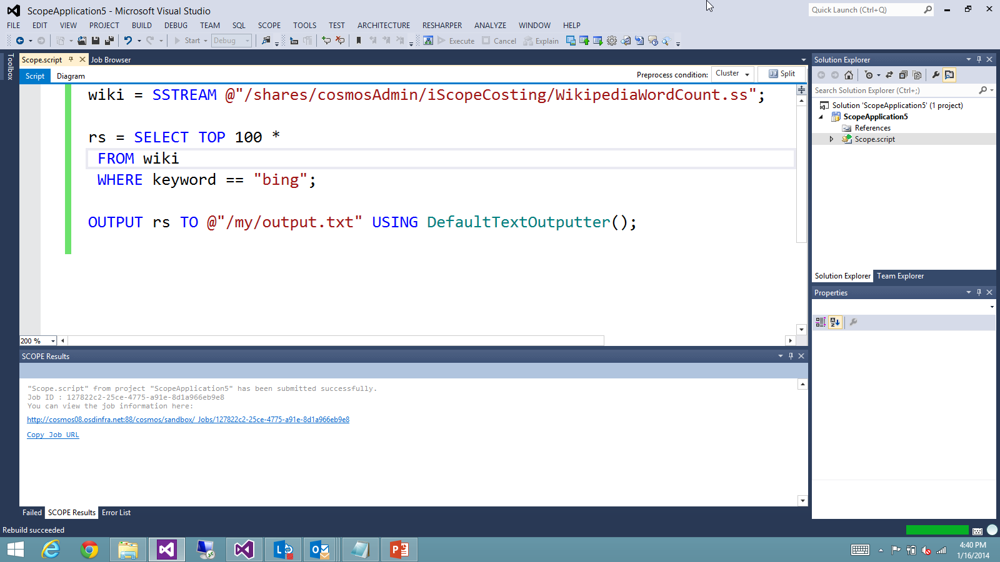 ScopeApplication5 - Microsoft Visual Studio
Quick Launch (Ctrl+Q)
FILE EDIT VIEW PROJECT BUILD DEBUG TEAM SQL SCOPE TOOLS TEST ARCHITECTURE RESHARPER ANALYZE WINDOW HELP
Start Debug Execute Cancel Explain
Toolbox
Scope.script Job Browser
Script Diagram
Preprocess condition: Cluster Split
wiki = SSTREAM @"/shares/cosmosAdmin/iScopeCosting/WikipediaWordCount.ss";
rs = SELECT TOP 100 *
FROM wiki
WHERE keyword == "bing";
OUTPUT rs TO @"/my/output.txt" USING DefaultTextOutputter();
200 %
SCOPE Results
"Scope.script" from project "ScopeApplication5" has been submitted successfully.
Job ID : 127822c2-25ce-4775-a91e-8d1a966eb9e8
You can view the job information here:
http://cosmos08.osdinfra.net:88/cosmos/sandbox/_Jobs/127822c2-25ce-4775-a91e-8d1a966eb9e8
Copy Job URL
Failed SCOPE Results Error List
Solution Explorer
Search Solution Explorer (Ctrl+;)
Solution 'ScopeApplication5' (1 project)
ScopeApplication5
References
Scope.script
Solution Explorer Team Explorer
Properties
Rebuild succeeded
4:40 PM
1/16/2014